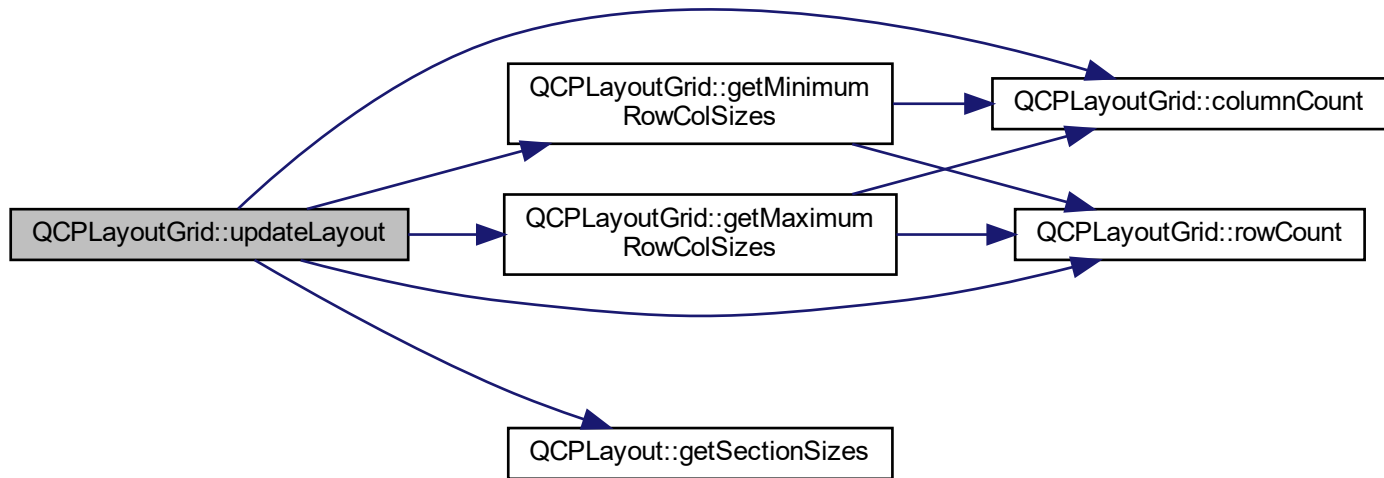 QCPLayoutGrid::updateLayout
QCPLayoutGrid::getMinimum
RowColSizes
QCPLayoutGrid::getMaximum
RowColSizes
QCPLayout::getSectionSizes
QCPLayoutGrid::columnCount
QCPLayoutGrid::rowCount